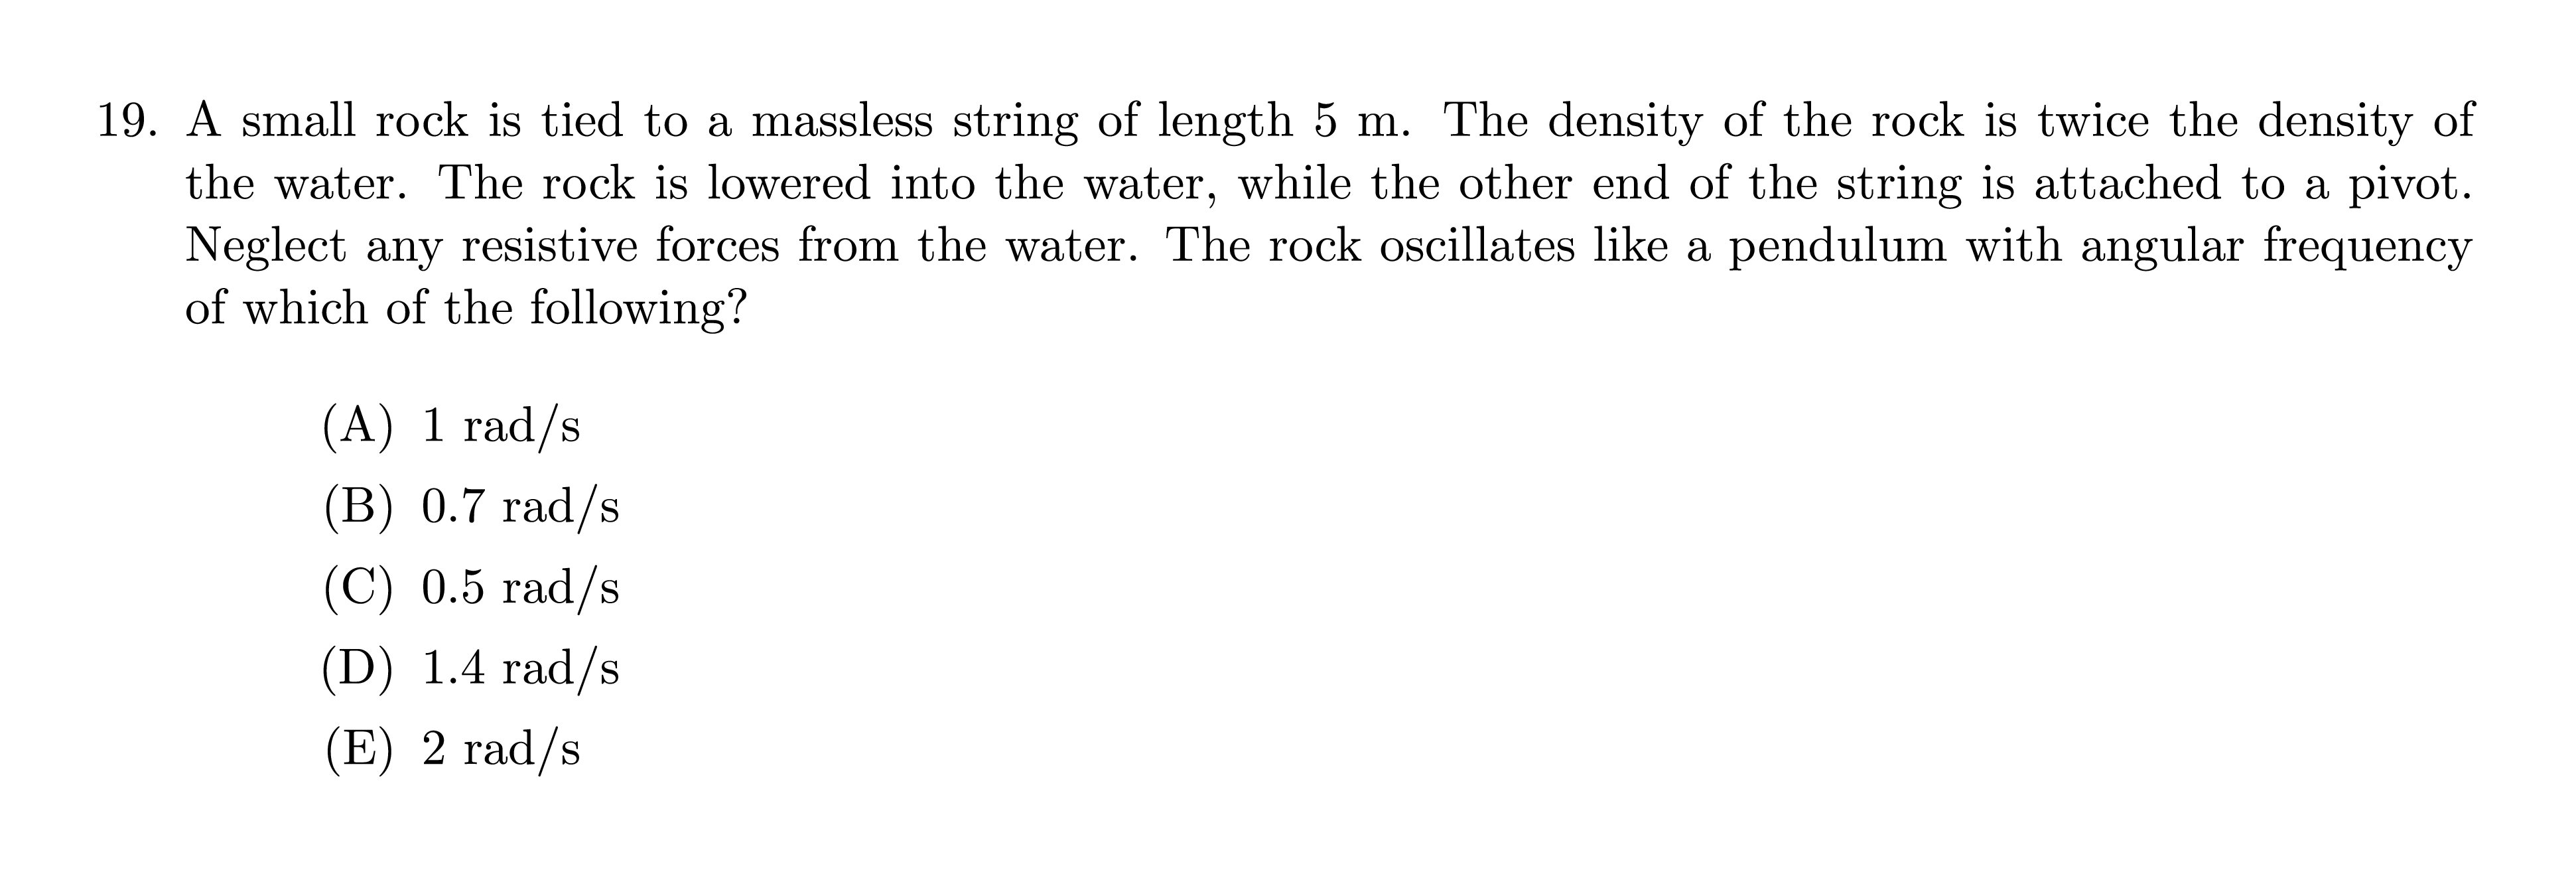 19. A small rock is tied to a massless string of length 5 m. The density of the rock is twice the density of
the water. The rock is lowered into the water, while the other end of the string is attached to a pivot.
Neglect any resistive forces from the water. The rock oscillates like a pendulum with angular frequency
of which of the following?
(A) 1 rad/s
(B) 0.7 rad/s
(C) 0.5 rad/s
(D) 1.4 rad/s
(E) 2 rad/s